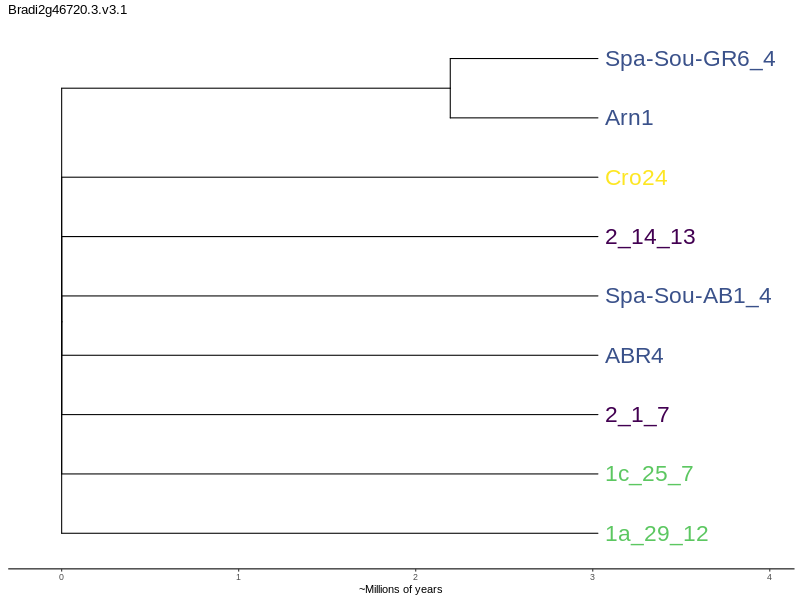 Bradi2g46720.3.v3.1
Spa-Sou-GR6_4
Arn1
Cro24
2_14_13
Spa-Sou-AB1_4
ABR4
2_1_7
1c_25_7
1a_29_12
0 1 2 3 4
~Millions of years